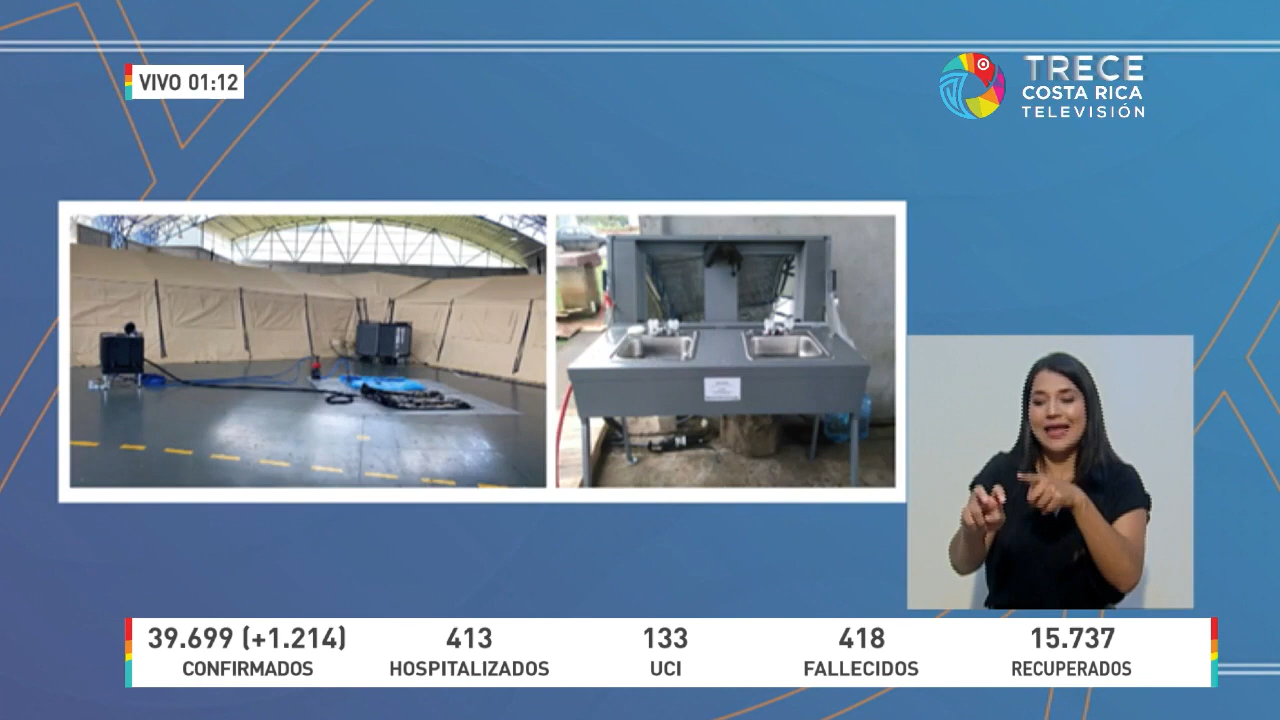 VIVO 01:12
TRECE
COSTA RICA
TELEVISIÓN
39.699 (+1.214)
CONFIRMADOS
413
HOSPITALIZADOS
133
UCI
418
FALLECIDOS
15.737
RECUPERADOS